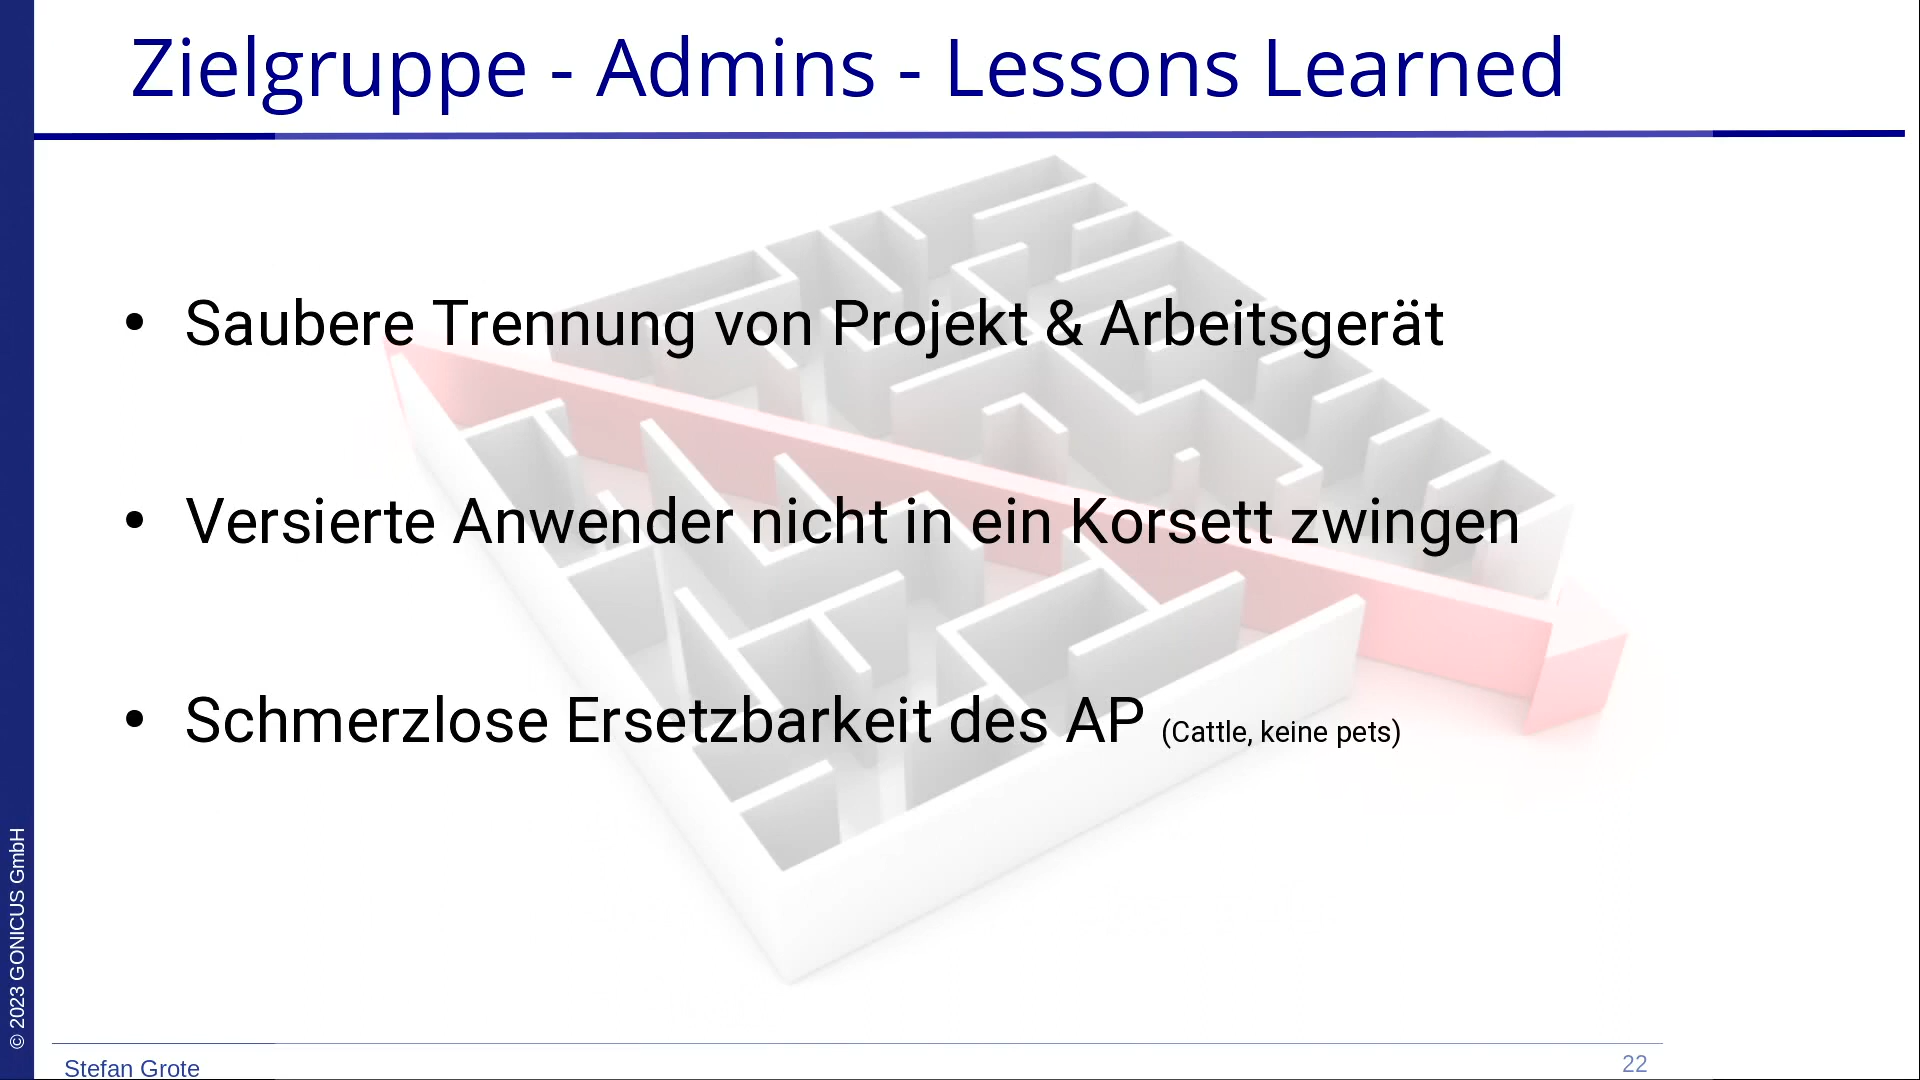 Zielgruppe - Admins - Lessons Learned
• Saubere Trennung von Projekt & Arbeitsgerät
• Versierte Anwender nicht in ein Korsett zwingen
• Schmerzlose Ersetzbarkeit des AP (Cattle, keine pets)
© 2023 GONICUS GmbH
Stefan Grote
22